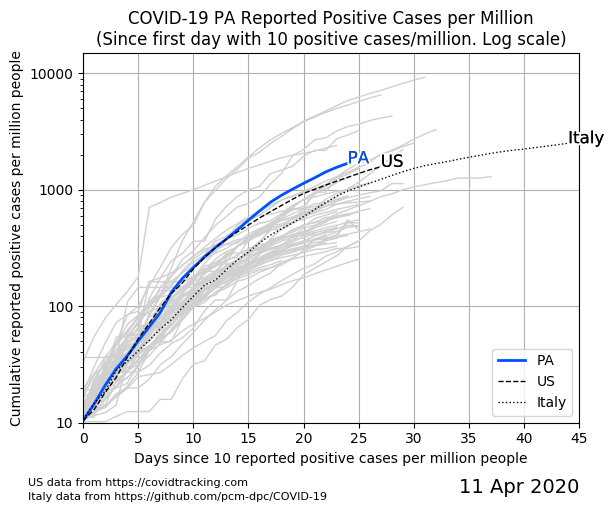 COVID-19 PA Reported Positive Cases per Million
(Since first day with 10 positive cases/million. Log scale)
Cumulative reported positive cases per million people
10000
1000
100
10
PA
US
Italy
PA
US
Italy
0 5 10 15 20 25 30 35 40 45
Days since 10 reported positive cases per million people
US data from https://covidtracking.com
Italy data from https://github.com/pcm-dpc/COVID-19
11 Apr 2020